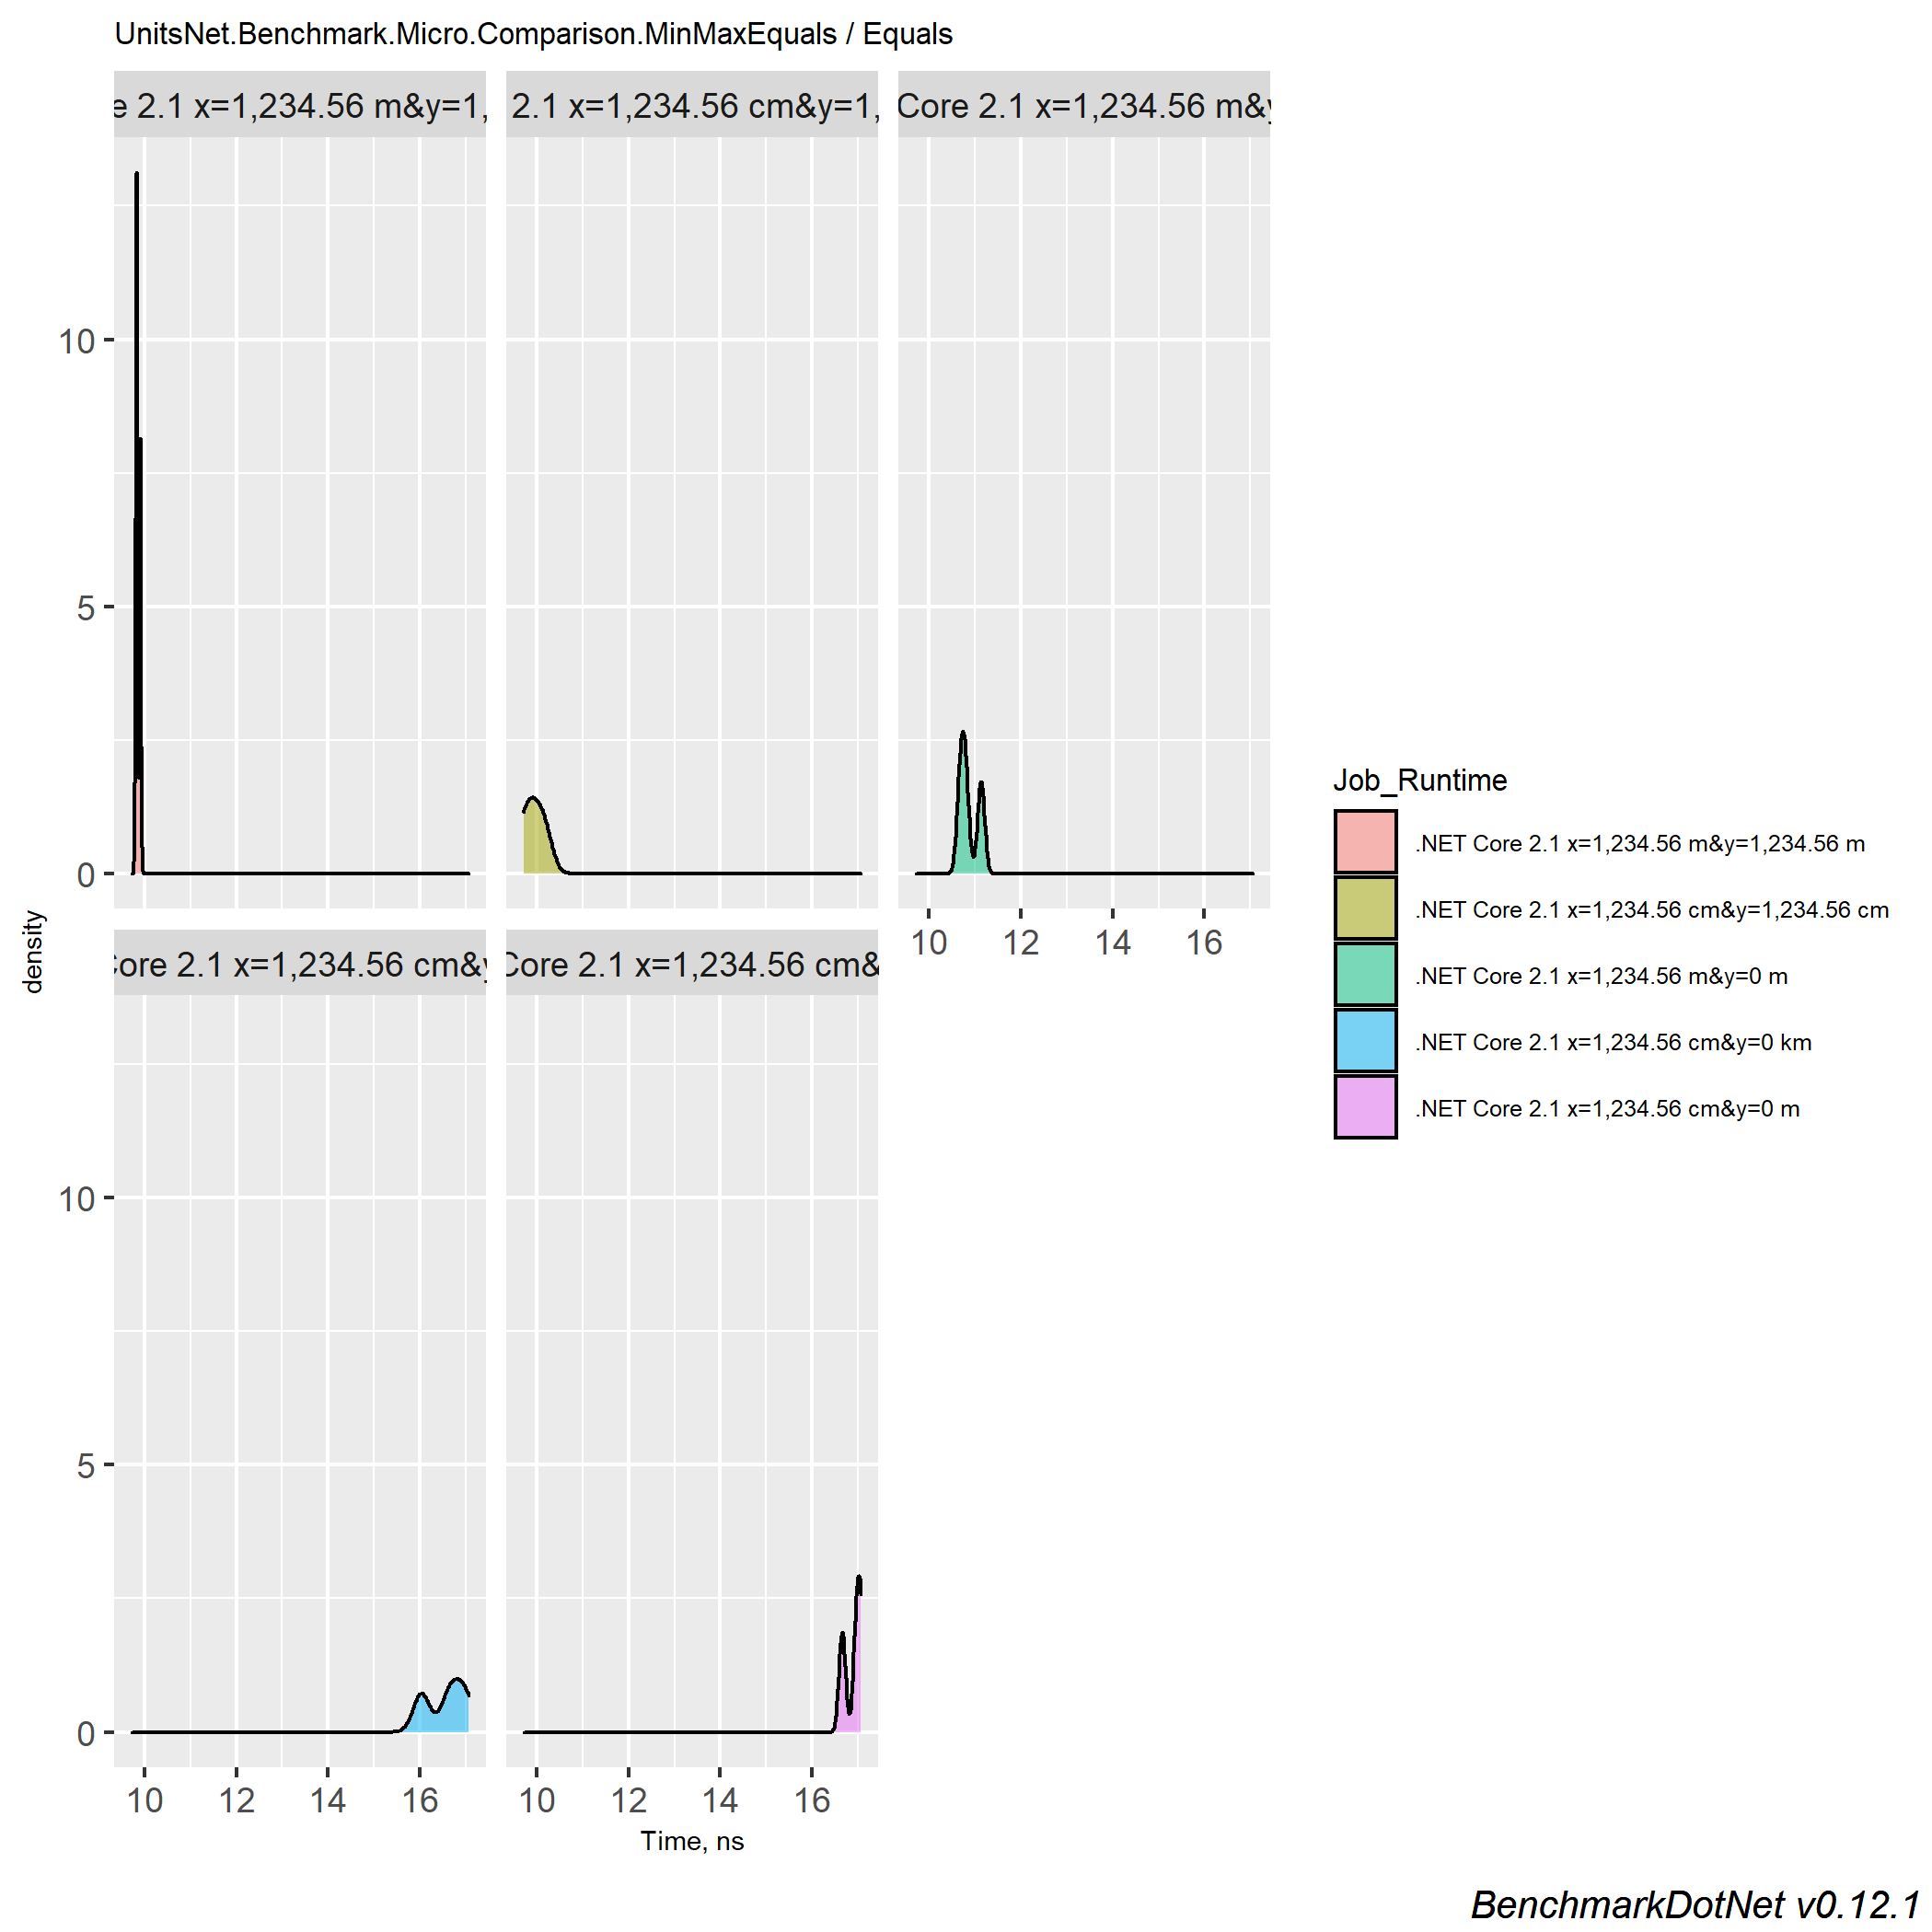 UnitsNet.Benchmark.Micro.Comparison.MinMaxEquals / Equals
e 2.1 x=1,234.56 m&y=1,
2.1 x=1,234.56 cm&y=1,
Core 2.1 x=1,234.56 m&y
10
5
0
10
12
14
16
density
Core 2.1 x=1,234.56 cm&y
Core 2.1 x=1,234.56 cm&
10
5
0
10
12
14
16
10
12
14
16
Time, ns
Job_Runtime
.NET Core 2.1 x=1,234.56 m&y=1,234.56 m
.NET Core 2.1 x=1,234.56 cm&y=1,234.56 cm
.NET Core 2.1 x=1,234.56 m&y=0 m
.NET Core 2.1 x=1,234.56 cm&y=0 km
.NET Core 2.1 x=1,234.56 cm&y=0 m
BenchmarkDotNet v0.12.1